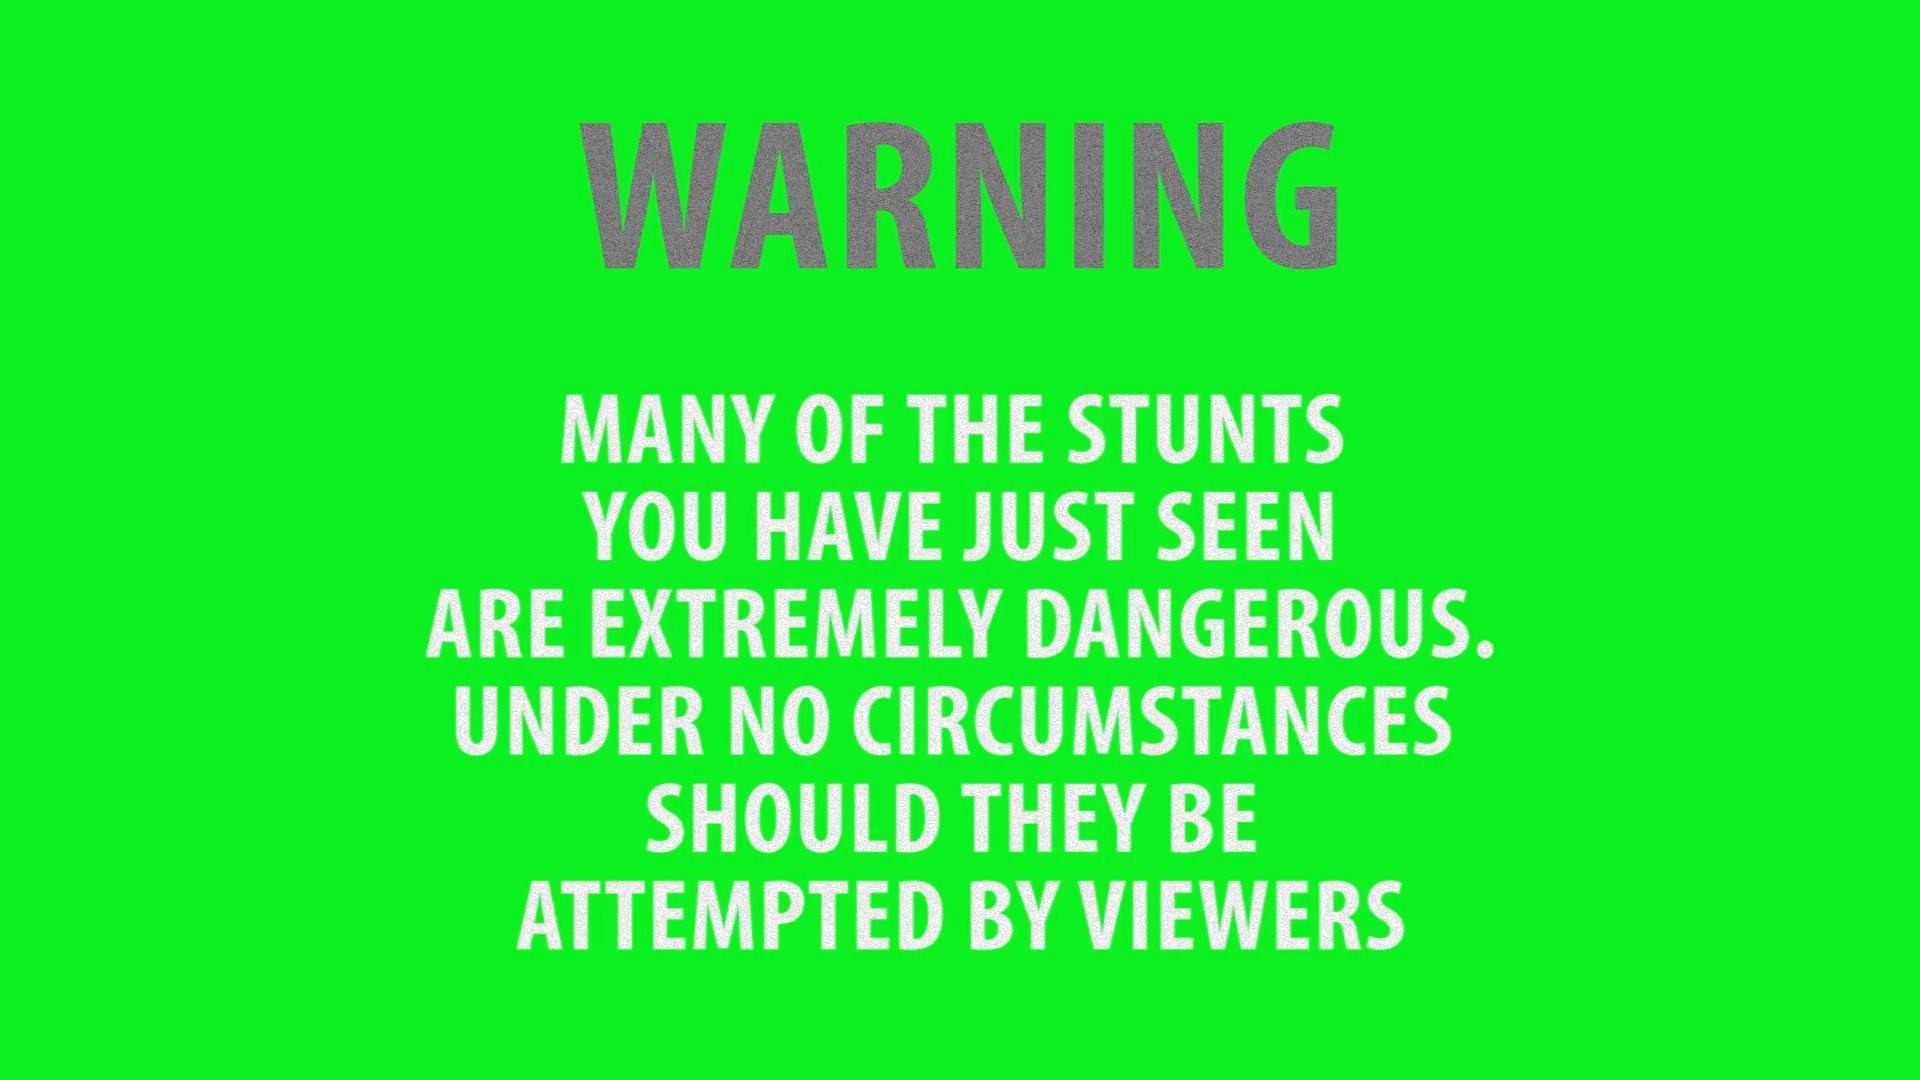 WARNING
MANY OF THE STUNTS
YOU HAVE JUST SEEN
ARE EXTREMELY DANGEROUS.
UNDER NO CIRCUMSTANCES
SHOULD THEY BE
ATTEMPTED BY VIEWERS